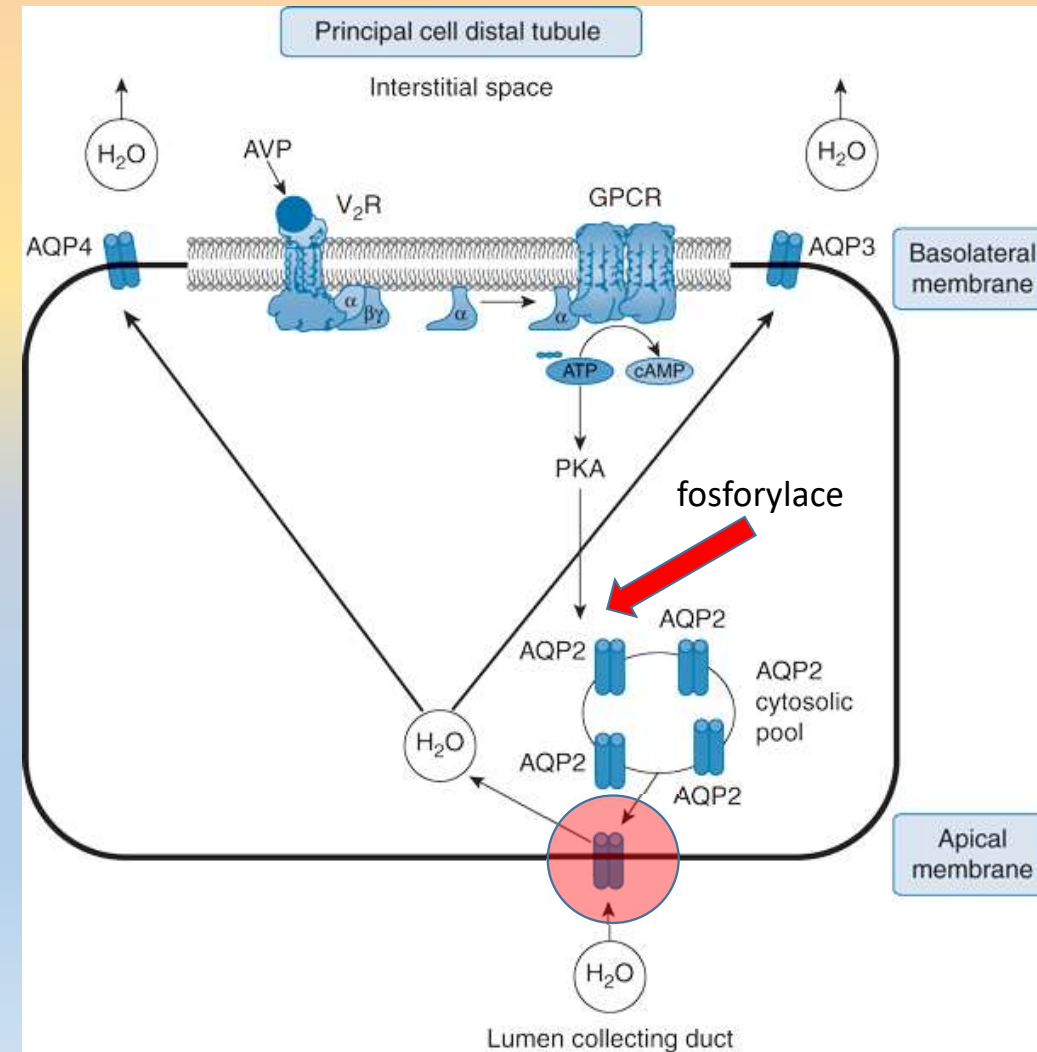 Principal cell distal tubule
Interstitial space
H₂O
H₂O
AVP
V₂R
GPCR
AQP4
AQP3
Basolateral
membrane
α
βγ
α
α
ATP
cAMP
PKA
fosforylace
AQP2
AQP2
AQP2
cytosolic
pool
H₂O
AQP2
AQP2
Apical
membrane
H₂O
Lumen collecting duct